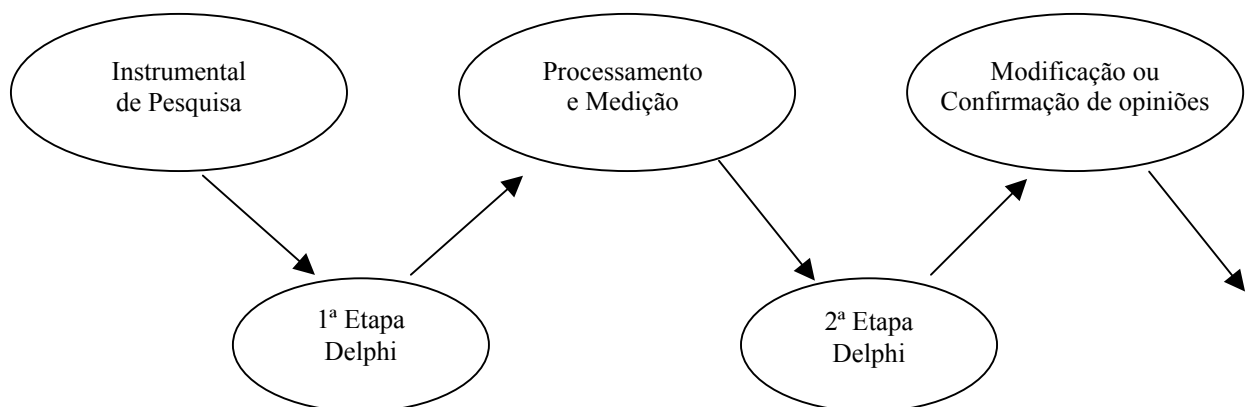 Instrumental
de Pesquisa
Processamento
e Medição
Modificação ou
Confirmação de opiniões
1ª Etapa
Delphi
2ª Etapa
Delphi